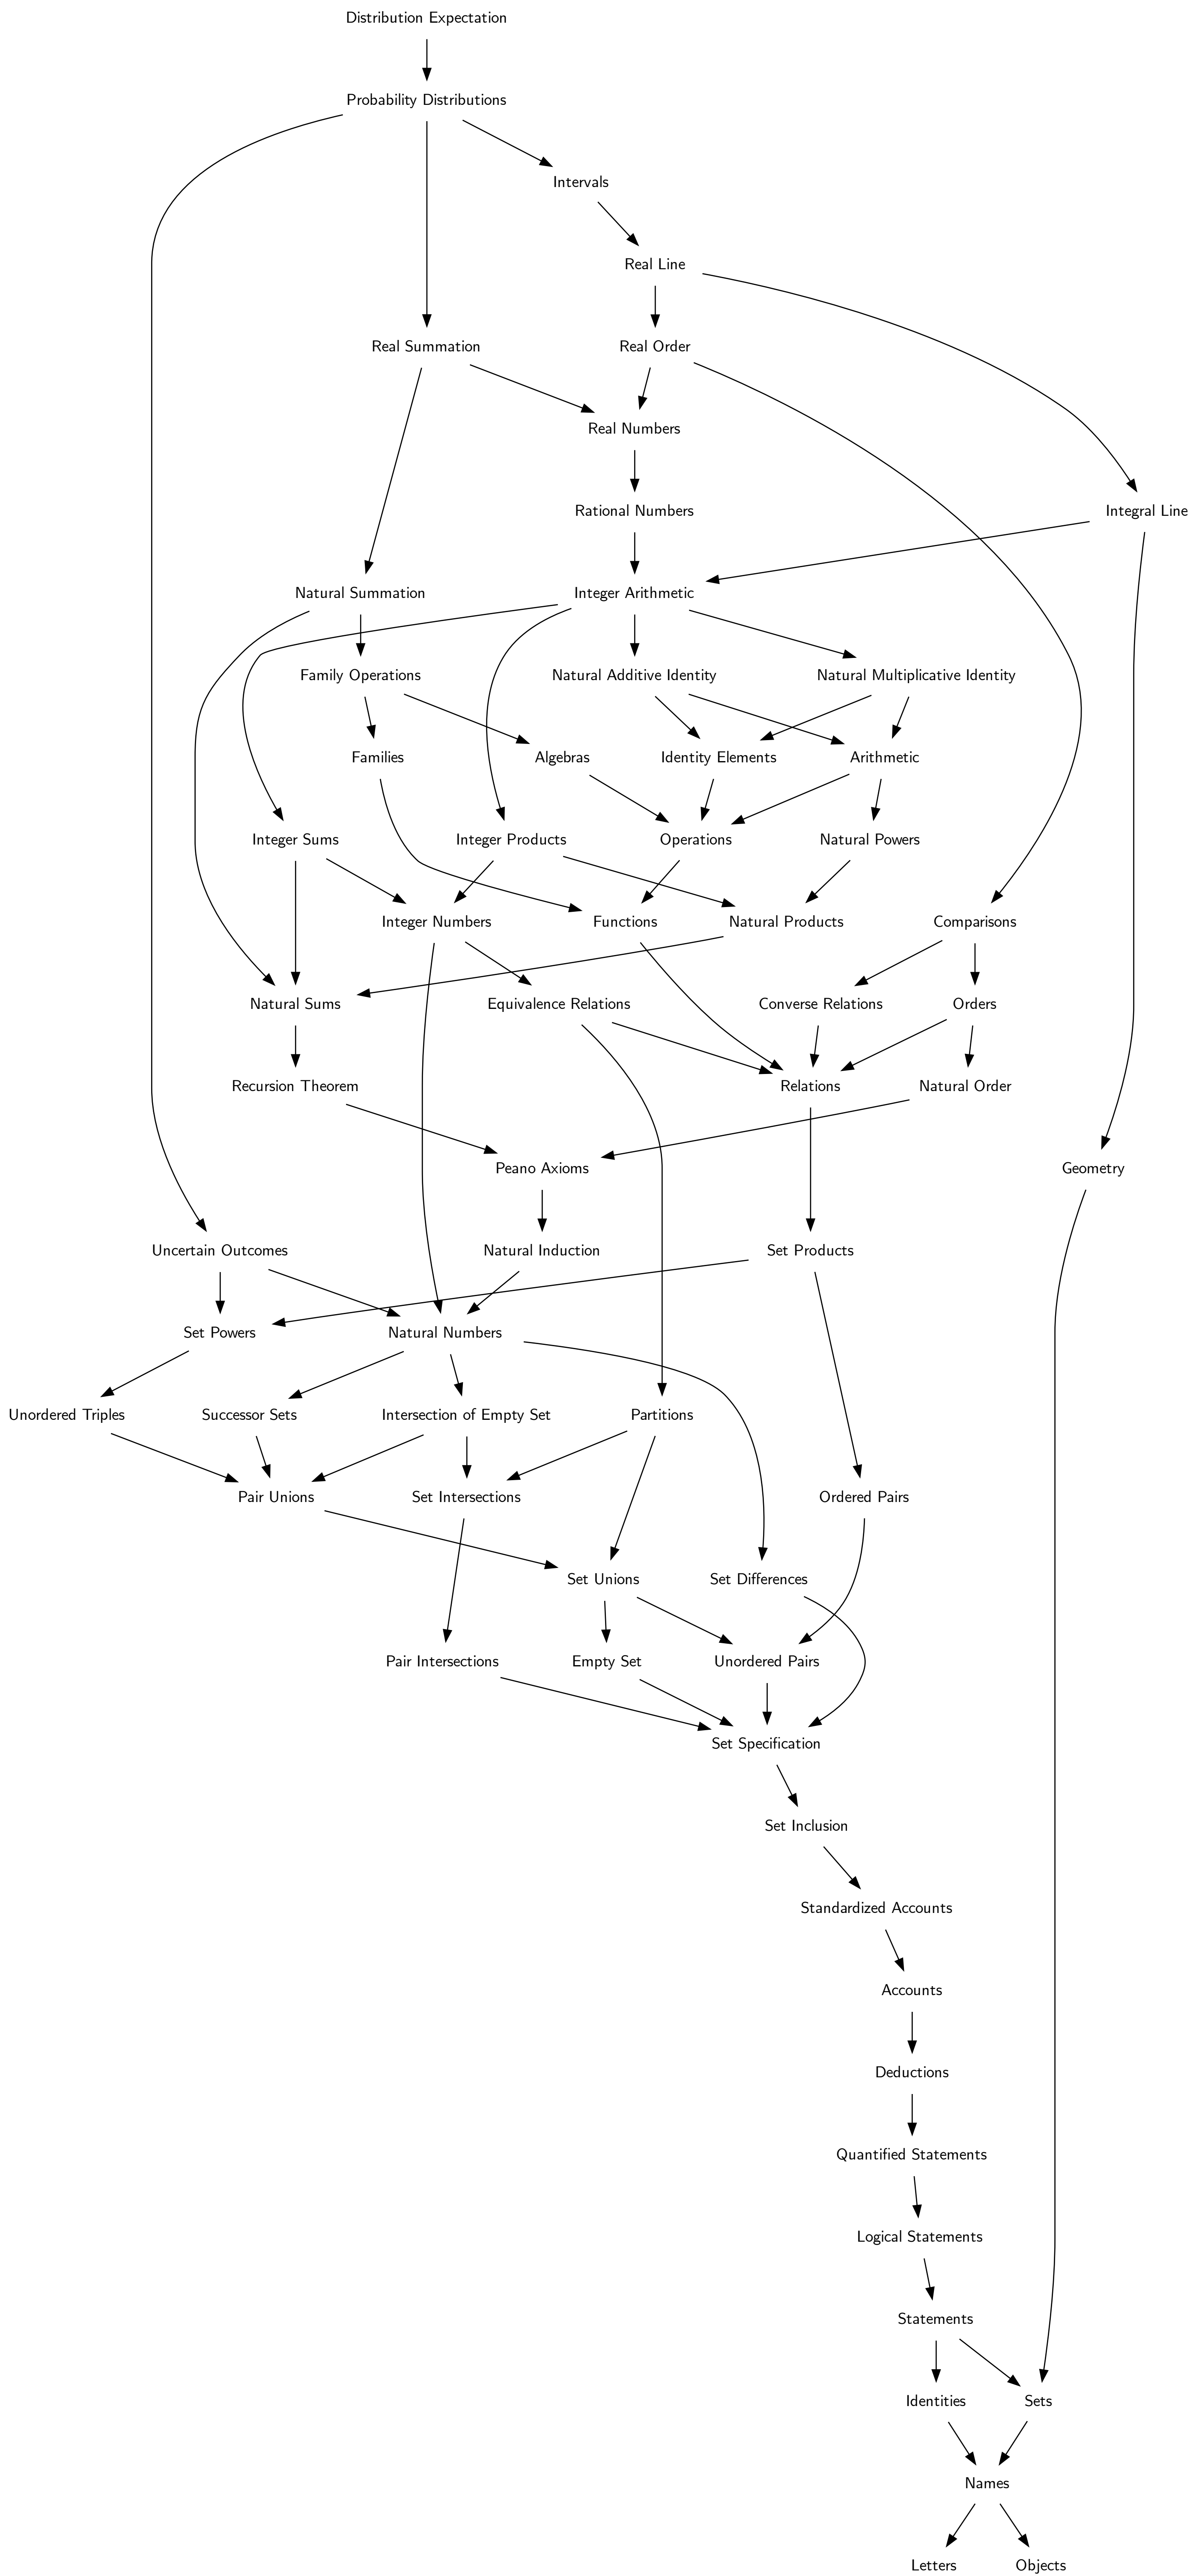 Distribution Expectation
Probability Distributions
Intervals
Real Line
Real Summation
Real Order
Real Numbers
Rational Numbers
Integral Line
Natural Summation
Integer Arithmetic
Family Operations
Natural Additive Identity
Natural Multiplicative Identity
Families
Algebras
Identity Elements
Arithmetic
Integer Sums
Integer Products
Operations
Natural Powers
Integer Numbers
Functions
Natural Products
Comparisons
Natural Sums
Equivalence Relations
Converse Relations
Orders
Recursion Theorem
Relations
Natural Order
Peano Axioms
Geometry
Uncertain Outcomes
Natural Induction
Set Products
Set Powers
Natural Numbers
Unordered Triples
Successor Sets
Intersection of Empty Set
Partitions
Pair Unions
Set Intersections
Ordered Pairs
Set Unions
Set Differences
Pair Intersections
Empty Set
Unordered Pairs
Set Specification
Set Inclusion
Standardized Accounts
Accounts
Deductions
Quantified Statements
Logical Statements
Statements
Identities
Sets
Names
Letters
Objects